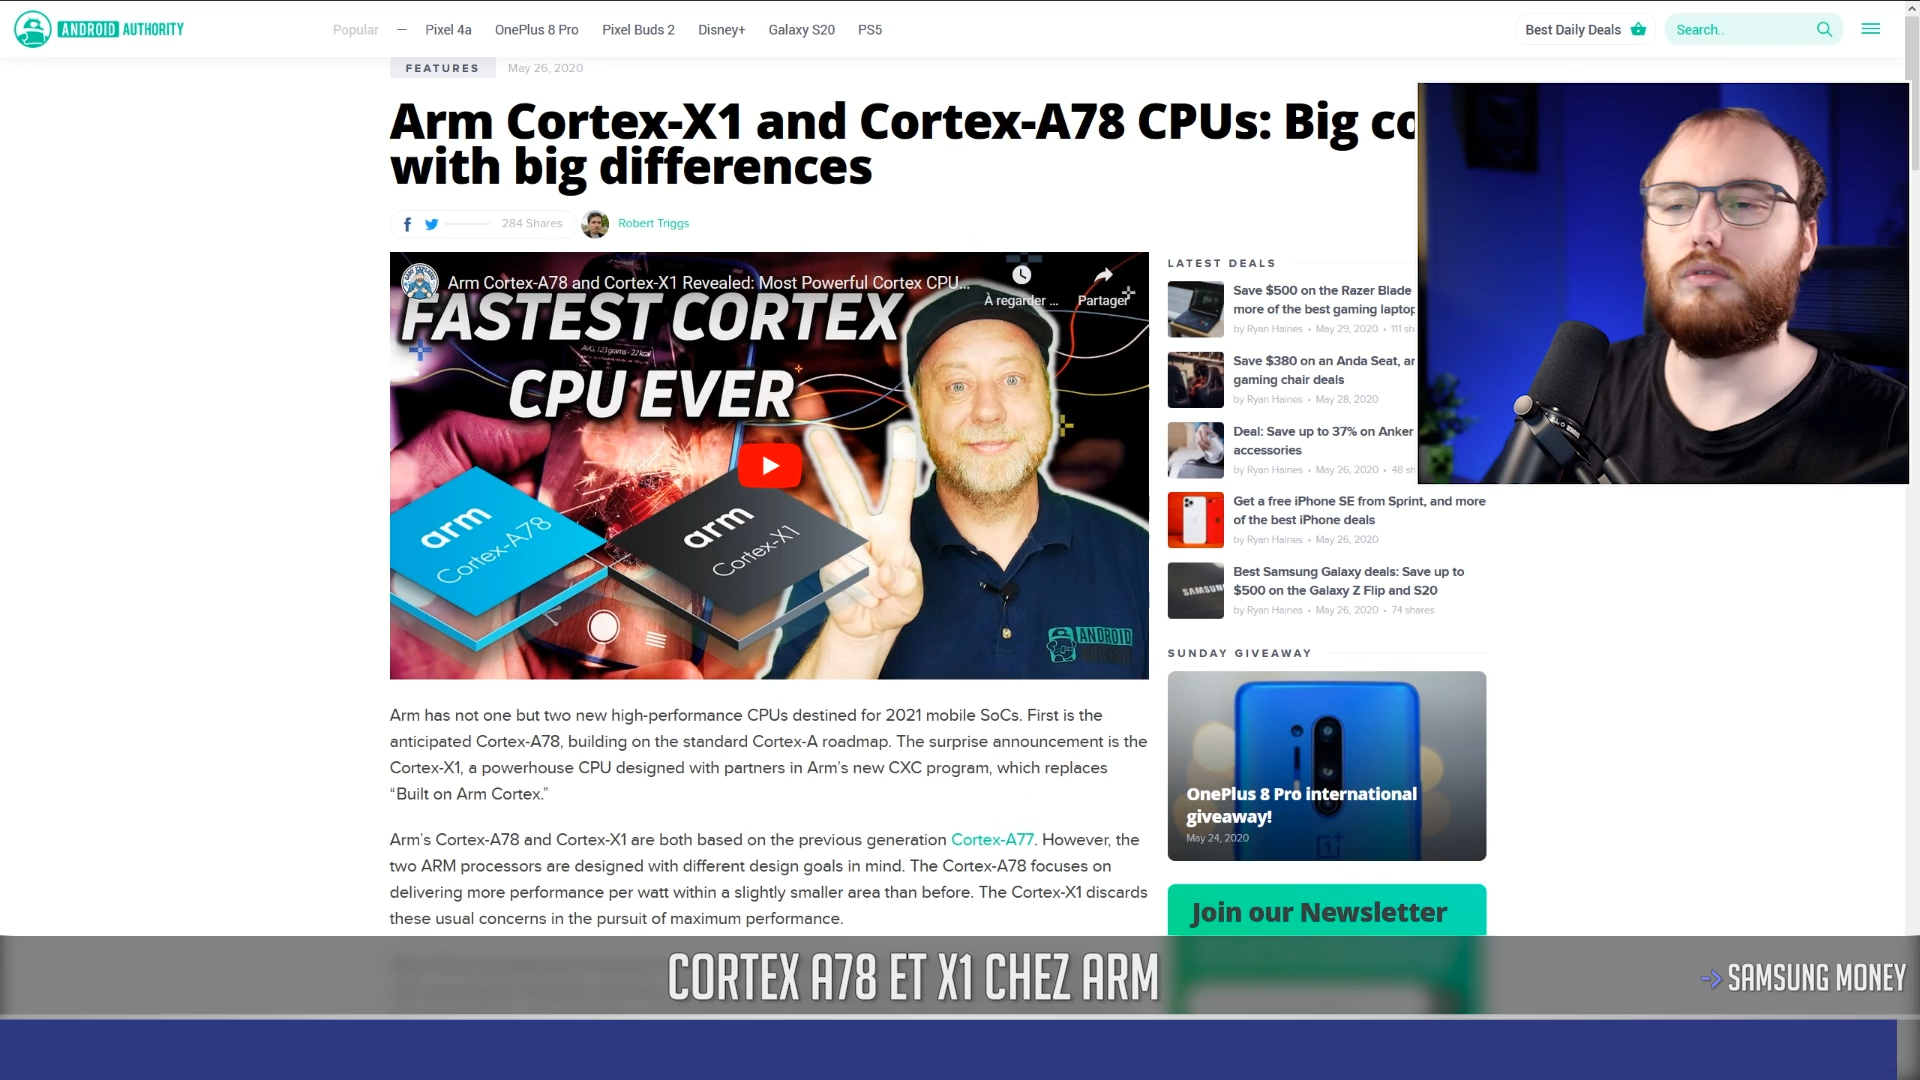 ANDROID AUTHORITY
Popular — Pixel 4a OnePlus 8 Pro Pixel Buds 2 Disney+ Galaxy S20 PS5
Best Daily Deals
Search..
FEATURES May 26, 2020
Arm Cortex-X1 and Cortex-A78 CPUs: Big co
with big differences
284 Shares
Robert Triggs
Arm Cortex-A78 and Cortex-X1 Revealed: Most Powerful Cortex CPU...
À regarder ...
Partager
FASTEST CORTEX
CPU EVER
AVG. 123 grams - 22 kcal
arm
Cortex-A78
arm
Cortex-X1
ANDROID
AUTHORITY
Arm has not one but two new high-performance CPUs destined for 2021 mobile SoCs. First is the
anticipated Cortex-A78, building on the standard Cortex-A roadmap. The surprise announcement is the
Cortex-X1, a powerhouse CPU designed with partners in Arm’s new CXC program, which replaces
“Built on Arm Cortex.”
Arm’s Cortex-A78 and Cortex-X1 are both based on the previous generation Cortex-A77. However, the
two ARM processors are designed with different design goals in mind. The Cortex-A78 focuses on
delivering more performance per watt within a slightly smaller area than before. The Cortex-X1 discards
these usual concerns in the pursuit of maximum performance.
LATEST DEALS
Save $500 on the Razer Blade
more of the best gaming laptop
by Ryan Haines • May 29, 2020 • 111 sh
Save $380 on an Anda Seat, an
gaming chair deals
by Ryan Haines • May 28, 2020
Deal: Save up to 37% on Anker
accessories
by Ryan Haines • May 26, 2020 • 48 sh
Get a free iPhone SE from Sprint, and more
of the best iPhone deals
by Ryan Haines • May 26, 2020
SAMSUNG
Best Samsung Galaxy deals: Save up to
$500 on the Galaxy Z Flip and S20
by Ryan Haines • May 26, 2020 • 74 shares
SUNDAY GIVEAWAY
OnePlus 8 Pro international
giveaway!
May 24, 2020
Join our Newsletter
CORTEX A78 ET X1 CHEZ ARM
SAMSUNG MONEY